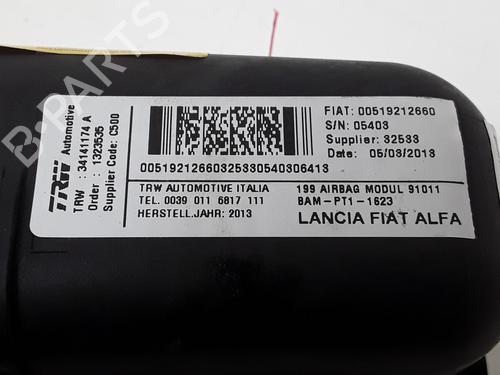 TRW Automotive
TRW : 34141174 A
Order : 1323535
Supplier Code: C500
FIAT: 00519212660
S/N: 05403
Supplier: 32533
Date: 05/03/2013
00519212660325330540306413
TRW AUTOMOTIVE ITALIA
TEL. 0039 011 6817 111
HERSTELL.JAHR: 2013
199 AIRBAG MODUL 91011
BAM-PT1-1623
LANCIA FIAT ALFA
B-PARTS